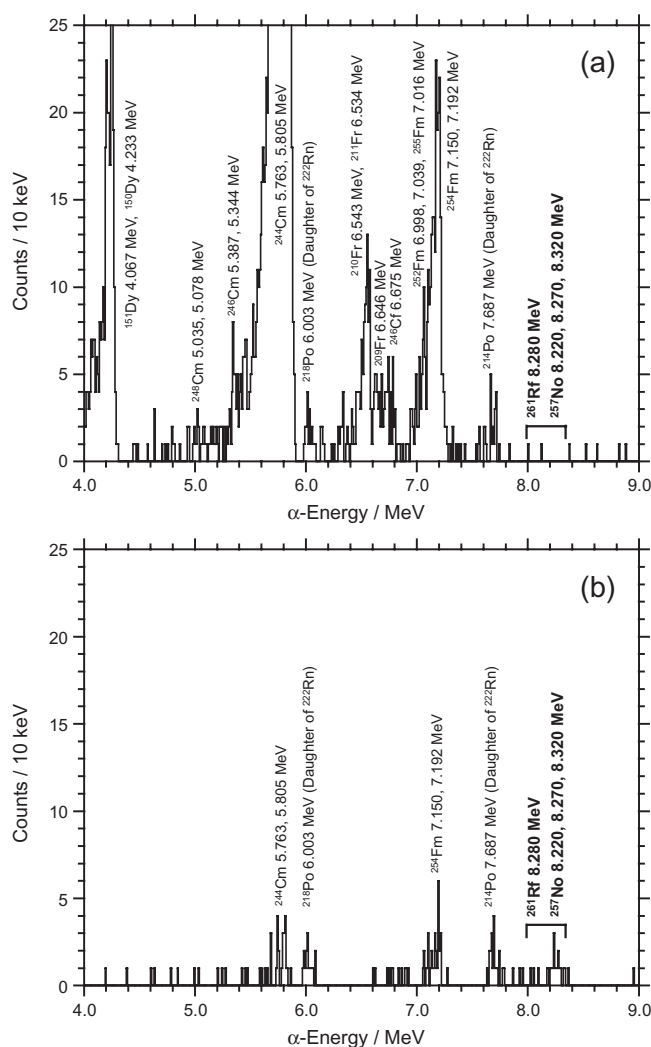 (a)
25
20
15
10
5
0
Counts / 10 keV
¹⁵¹Dy 4.067 MeV, ¹⁵⁰Dy 4.233 MeV
²⁴⁸Cm 5.035, 5.078 MeV
²⁴⁶Cm 5.387, 5.344 MeV
²⁴⁴Cm 5.763, 5.805 MeV
²¹⁸Po 6.003 MeV (Daughter of ²²²Rn)
²¹⁰Fr 6.543 MeV, ²¹¹Fr 6.534 MeV
²⁰⁹Fr 6.646 MeV
²⁴⁶Cf 6.675 MeV
²⁵²Fm 6.998, 7.039, ²⁵⁵Fm 7.016 MeV
²⁵⁴Fm 7.150, 7.192 MeV
²¹⁴Po 7.687 MeV (Daughter of ²²²Rn)
²⁶¹Rf 8.280 MeV
²⁵⁷No 8.220, 8.270, 8.320 MeV
4.0 5.0 6.0 7.0 8.0 9.0
α-Energy / MeV
(b)
25
20
15
10
5
0
Counts / 10 keV
²⁴⁴Cm 5.763, 5.805 MeV
²¹⁸Po 6.003 MeV (Daughter of ²²²Rn)
²⁵⁴Fm 7.150, 7.192 MeV
²¹⁴Po 7.687 MeV (Daughter of ²²²Rn)
²⁶¹Rf 8.280 MeV
²⁵⁷No 8.220, 8.270, 8.320 MeV
4.0 5.0 6.0 7.0 8.0 9.0
α-Energy / MeV